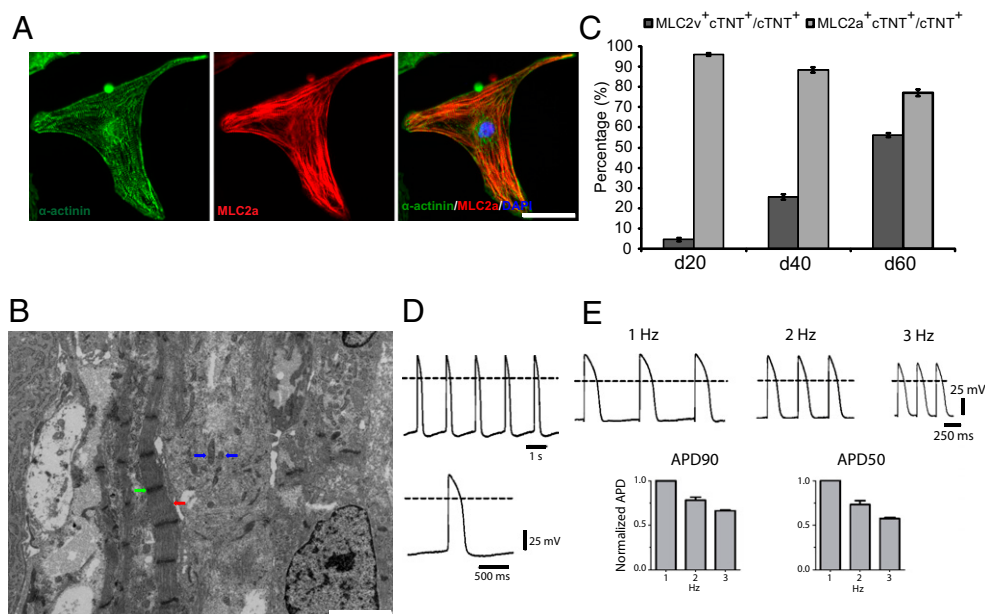 A
α-actinin
MLC2a
α-actinin/MLC2a/DAPI
B
C
MLC2v+cTNT+/cTNT+ MLC2a+cTNT+/cTNT+
Percentage (%)
100
90
80
70
60
50
40
30
20
10
0
d20 d40 d60
D
1 s
25 mV
500 ms
E
1 Hz 2 Hz 3 Hz
25 mV
250 ms
APD90 APD50
Normalized APD
1.0
0.5
0.0
1 2 3
Hz
1.0
0.5
0.0
1 2 3
Hz